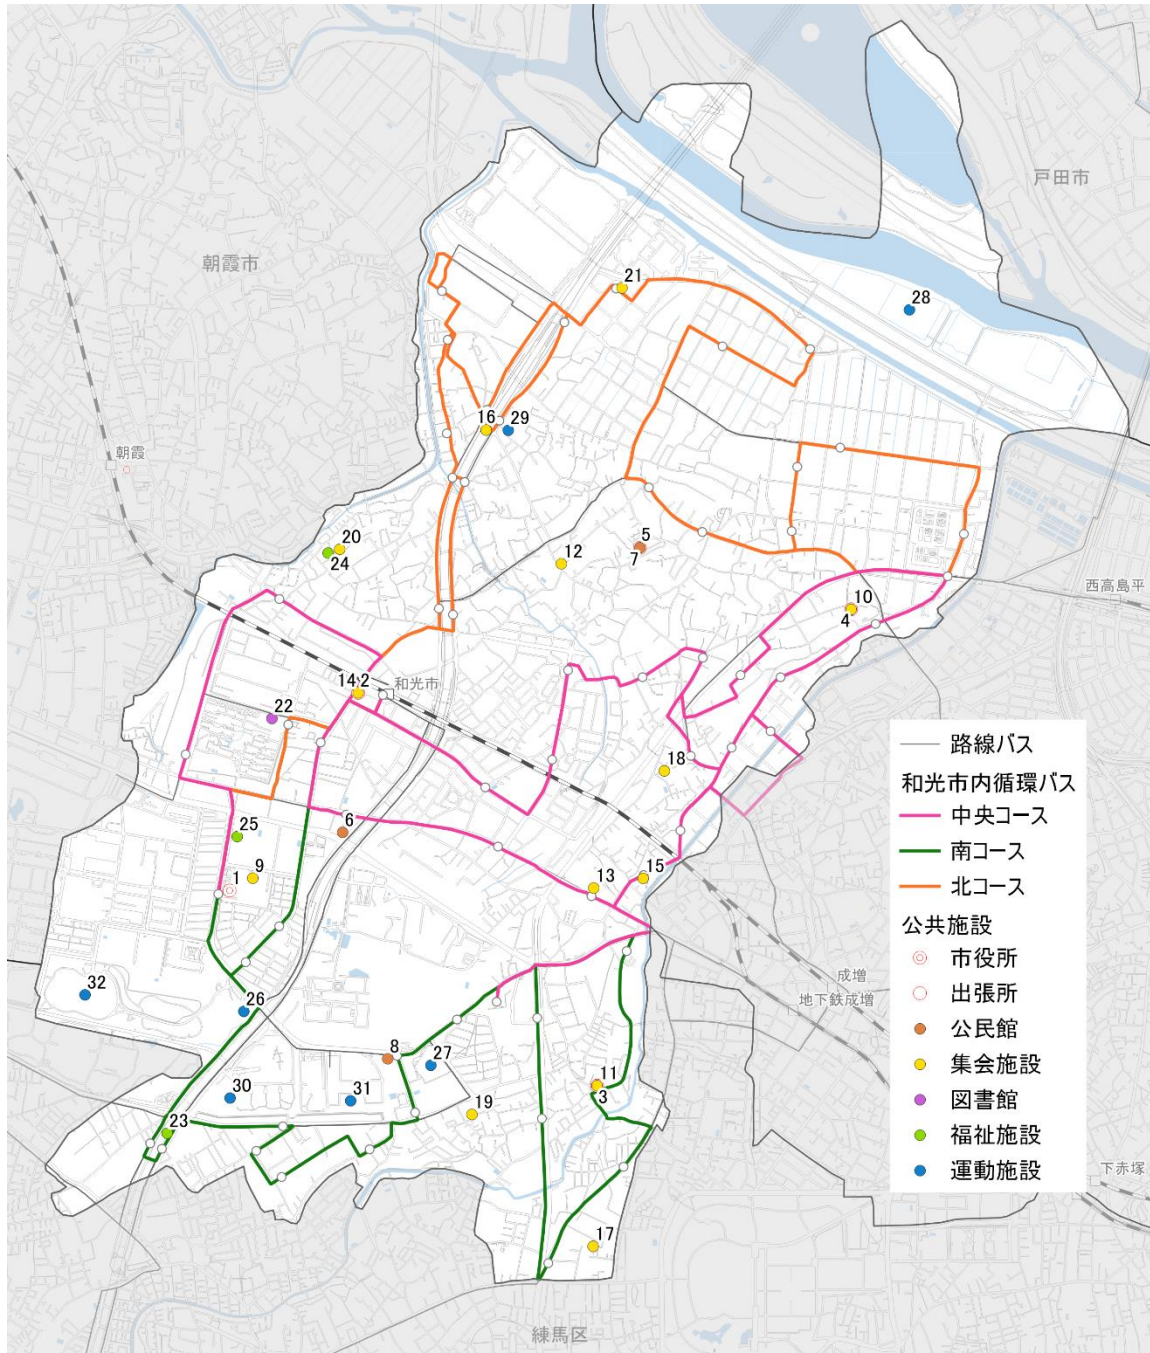 戸田市
朝霞市
21
28
16
29
朝霞
20
24
5
7
12
10
4
西高島平
14
2
和光市
22
18
6
25
9
1
13
15
32
26
成増
地下鉄成増
8
27
11
3
30
31
19
23
17
下赤塚
練馬区
路線バス
和光市内循環バス
中央コース
南コース
北コース
公共施設
市役所
出張所
公民館
集会施設
図書館
福祉施設
運動施設